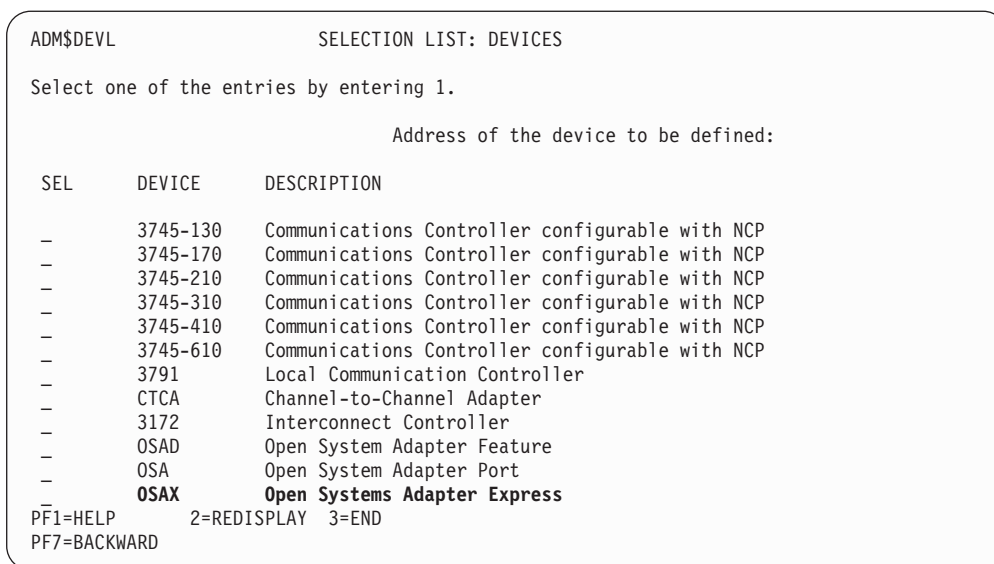 ADM$DEVL SELECTION LIST: DEVICES
Select one of the entries by entering 1.
Address of the device to be defined:
SEL DEVICE DESCRIPTION
_ 3745-130 Communications Controller configurable with NCP
_ 3745-170 Communications Controller configurable with NCP
_ 3745-210 Communications Controller configurable with NCP
_ 3745-310 Communications Controller configurable with NCP
_ 3745-410 Communications Controller configurable with NCP
_ 3745-610 Communications Controller configurable with NCP
_ 3791 Local Communication Controller
_ CTCA Channel-to-Channel Adapter
_ 3172 Interconnect Controller
_ OSAD Open System Adapter Feature
_ OSA Open System Adapter Port
_ OSAX Open Systems Adapter Express
PF1=HELP 2=REDISPLAY 3=END
PF7=BACKWARD